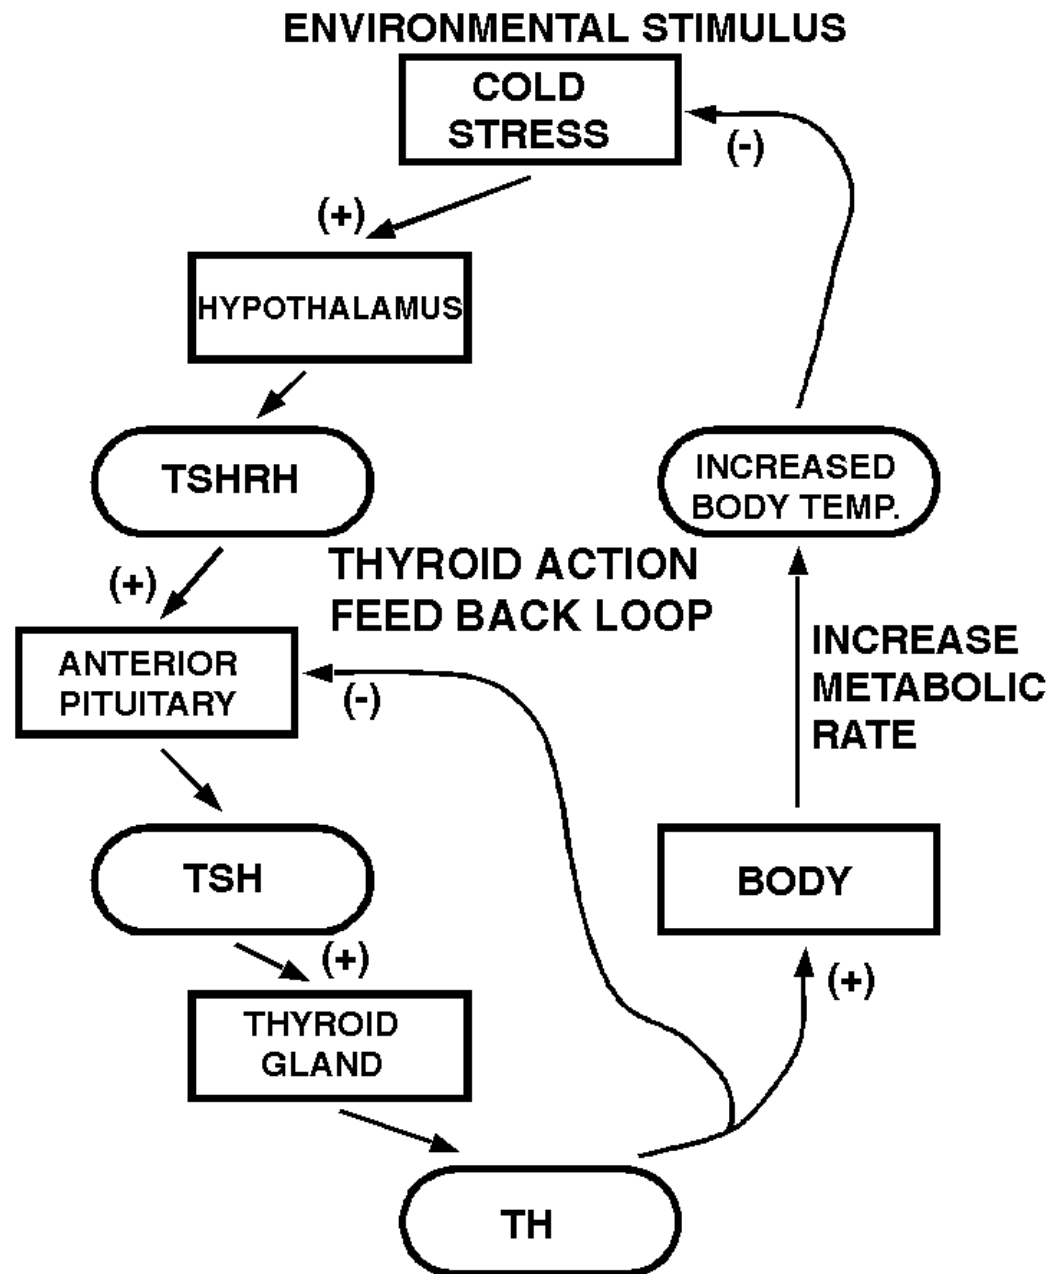 ENVIRONMENTAL STIMULUS
COLD
STRESS
(-)
(+)
HYPOTHALAMUS
TSHRH
INCREASED
BODY TEMP.
(+)
THYROID ACTION
FEED BACK LOOP
ANTERIOR
PITUITARY
(-)
INCREASE
METABOLIC
RATE
TSH
BODY
(+)
(+)
THYROID
GLAND
TH